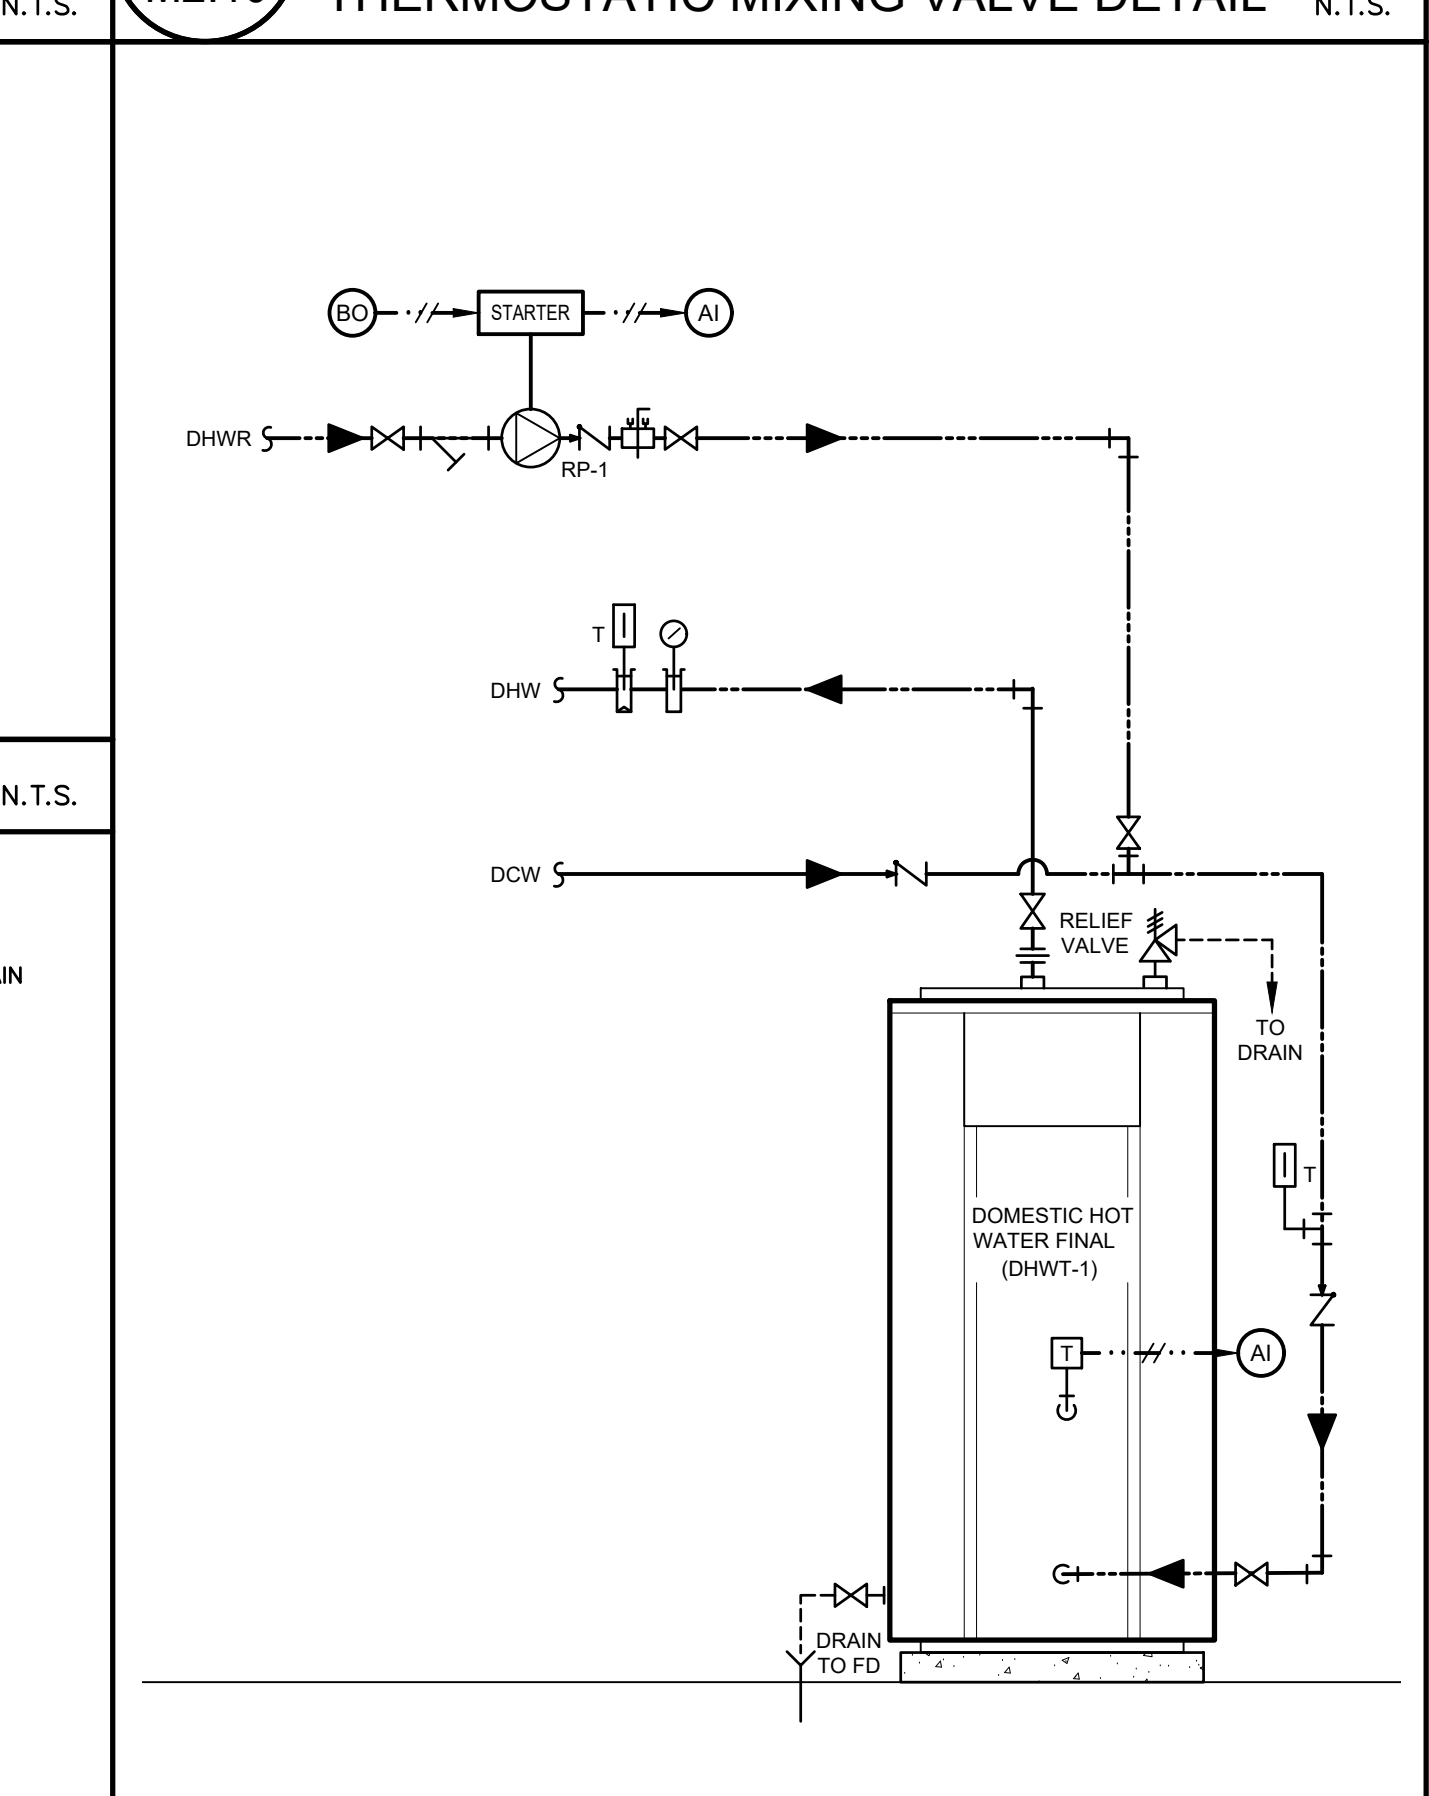 N.T.S.
THERMOSTATIC MIXING VALVE DETAIL
N.T.S.
BO
STARTER
AI
DHWR
RP-1
T
DHW
N.T.S.
DCW
RELIEF
VALVE
TO
DRAIN
T
DOMESTIC HOT
WATER FINAL
(DHWT-1)
T
AI
DRAIN
TO FD